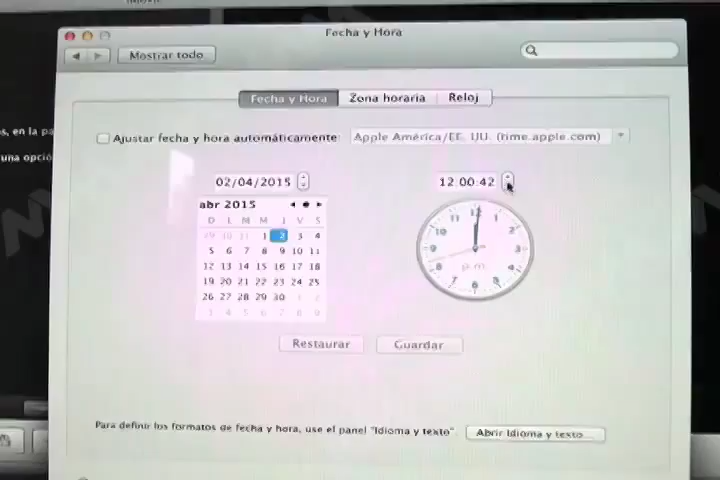 Fecha y Hora
Mostrar todo
Fecha y Hora Zona horaria Reloj
s, en la pa
una opció
Ajustar fecha y hora automáticamente: Apple América/EE. UU. (time.apple.com)
02/04/2015 12:00:42
abr 2015
D L M M J V S
29 30 31 1 2 3 4
5 6 7 8 9 10 11
12 13 14 15 16 17 18
19 20 21 22 23 24 25
26 27 28 29 30 1 2
3 4 5 6 7 8 9
12 1 2 3 4 5 6 7 8 9 10 11
p.m.
Restaurar Guardar
Para definir los formatos de fecha y hora, use el panel "Idioma y texto". Abrir Idioma y texto...